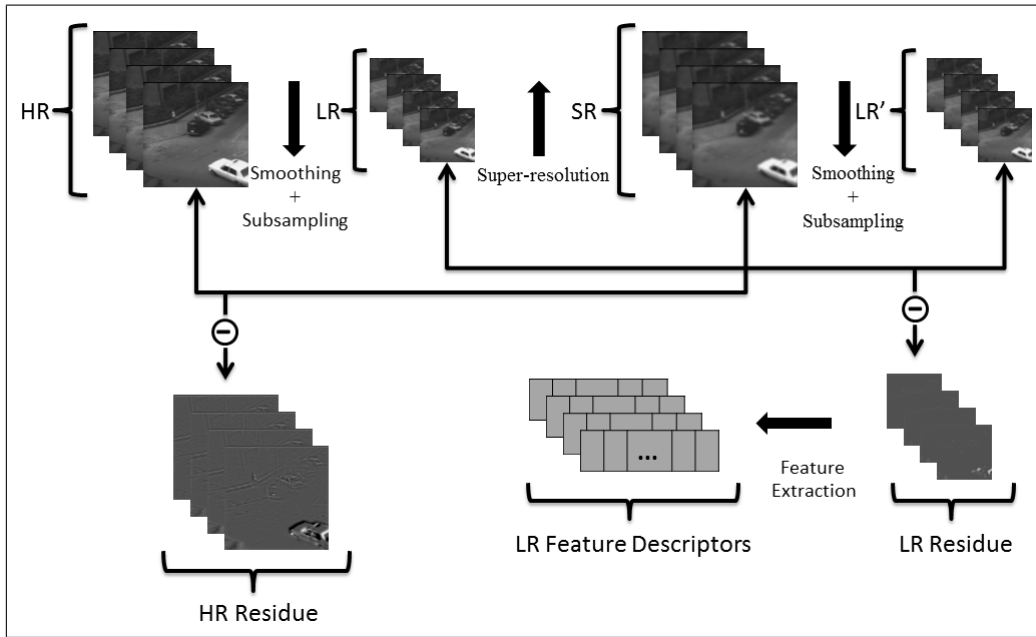 HR
Smoothing
+
Subsampling
LR
Super-resolution
SR
Smoothing
+
Subsampling
LR′
...
Feature
Extraction
LR Feature Descriptors
LR Residue
HR Residue